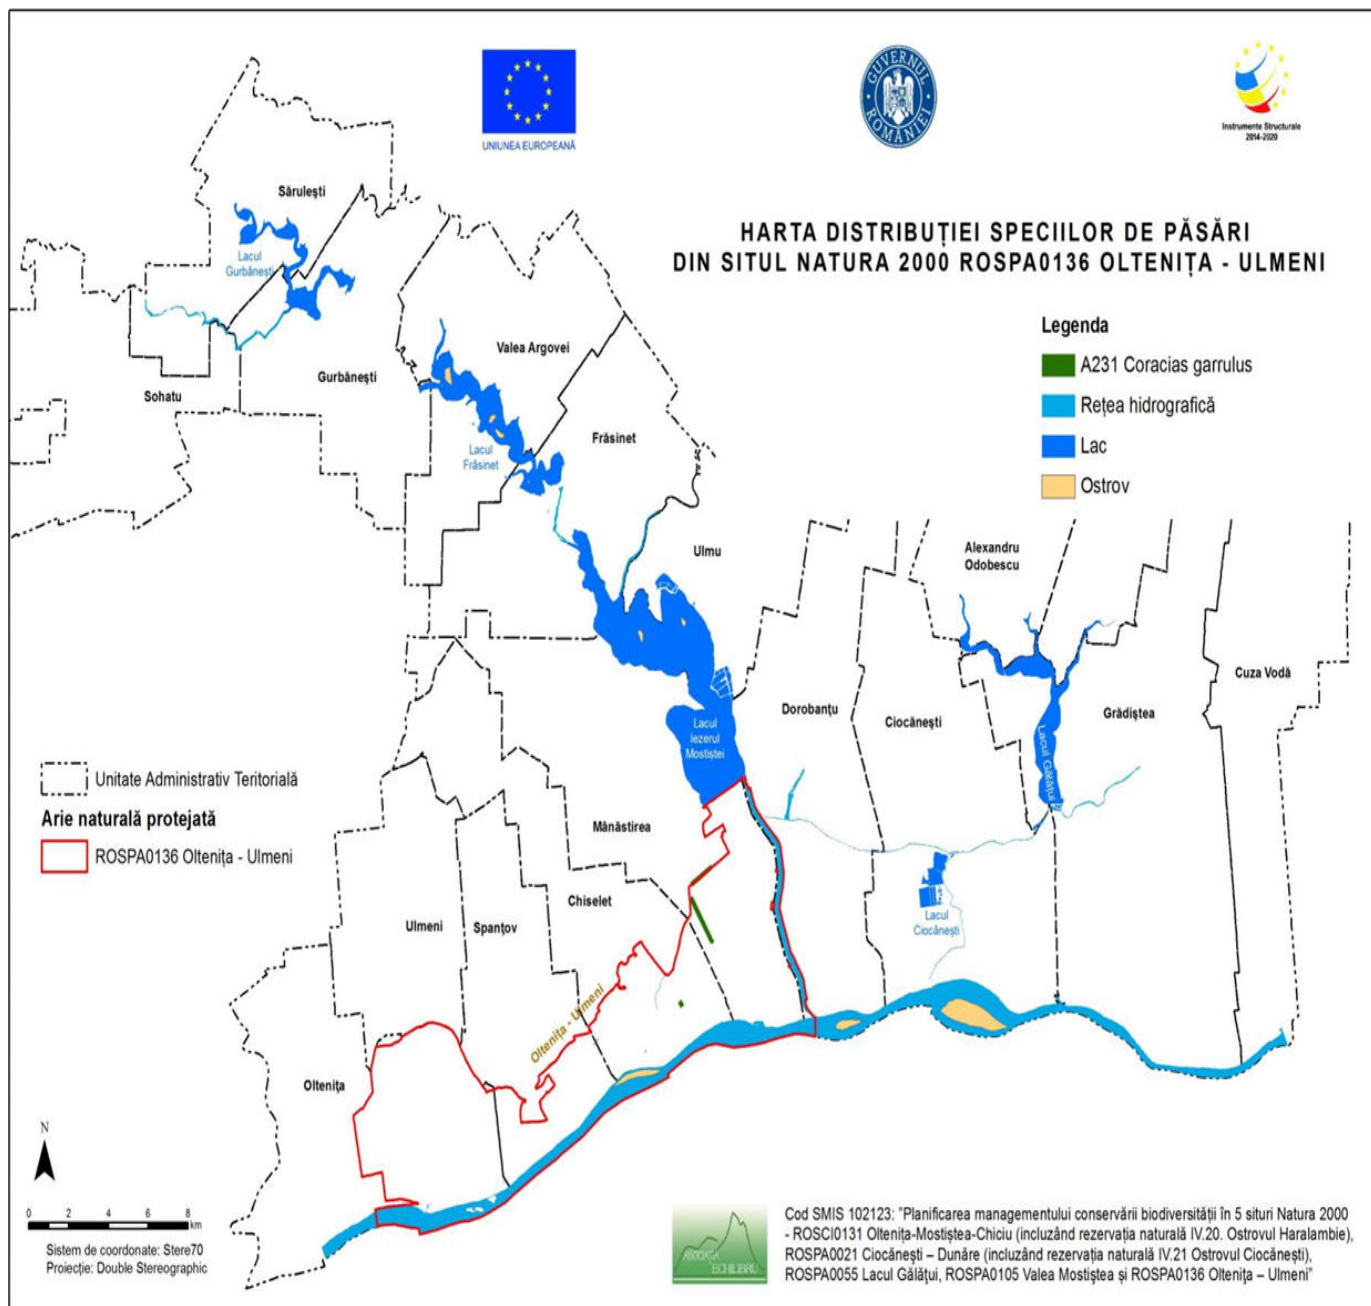 UNIUNEA EUROPEANĂ
GUVERNUL ROMÂNIEI
Instrumente Structurale
2014-2020
HARTA DISTRIBUȚIEI SPECIILOR DE PĂSĂRI
DIN SITUL NATURA 2000 ROSPA0136 OLTENIȚA - ULMENI
Legenda
A231 Coracias garrulus
Rețea hidrografică
Lac
Ostrov
Sărulești
Lacul
Gurbănești
Valea Argovei
Gurbănești
Sohatu
Frăsinet
Lacul
Frăsinet
Ulmu
Alexandru
Odobescu
Cuza Vodă
Dorobanțu
Ciocănești
Grădiștea
Lacul
Iezerul
Mostiștei
Lacul Gălățui
Unitate Administrativ Teritorială
Arie naturală protejată
ROSPA0136 Oltenița - Ulmeni
Mânăstirea
Chiselet
Ulmeni
Spanțov
Lacul
Ciocănești
Oltenița - Ulmeni
Oltenița
N
0 2 4 6 8
km
Sistem de coordonate: Stere70
Proiecție: Double Stereographic
ASOCIAȚIA
ECHILIBRU
Cod SMIS 102123: "Planificarea managementului conservării biodiversității în 5 situri Natura 2000
- ROSCI0131 Oltenița-Mostiștea-Chiciu (incluzând rezervația naturală IV.20. Ostrovul Haralambie),
ROSPA0021 Ciocănești – Dunăre (incluzând rezervația naturală IV.21 Ostrovul Ciocănești),
ROSPA0055 Lacul Gălățui, ROSPA0105 Valea Mostiștea și ROSPA0136 Oltenița – Ulmeni"